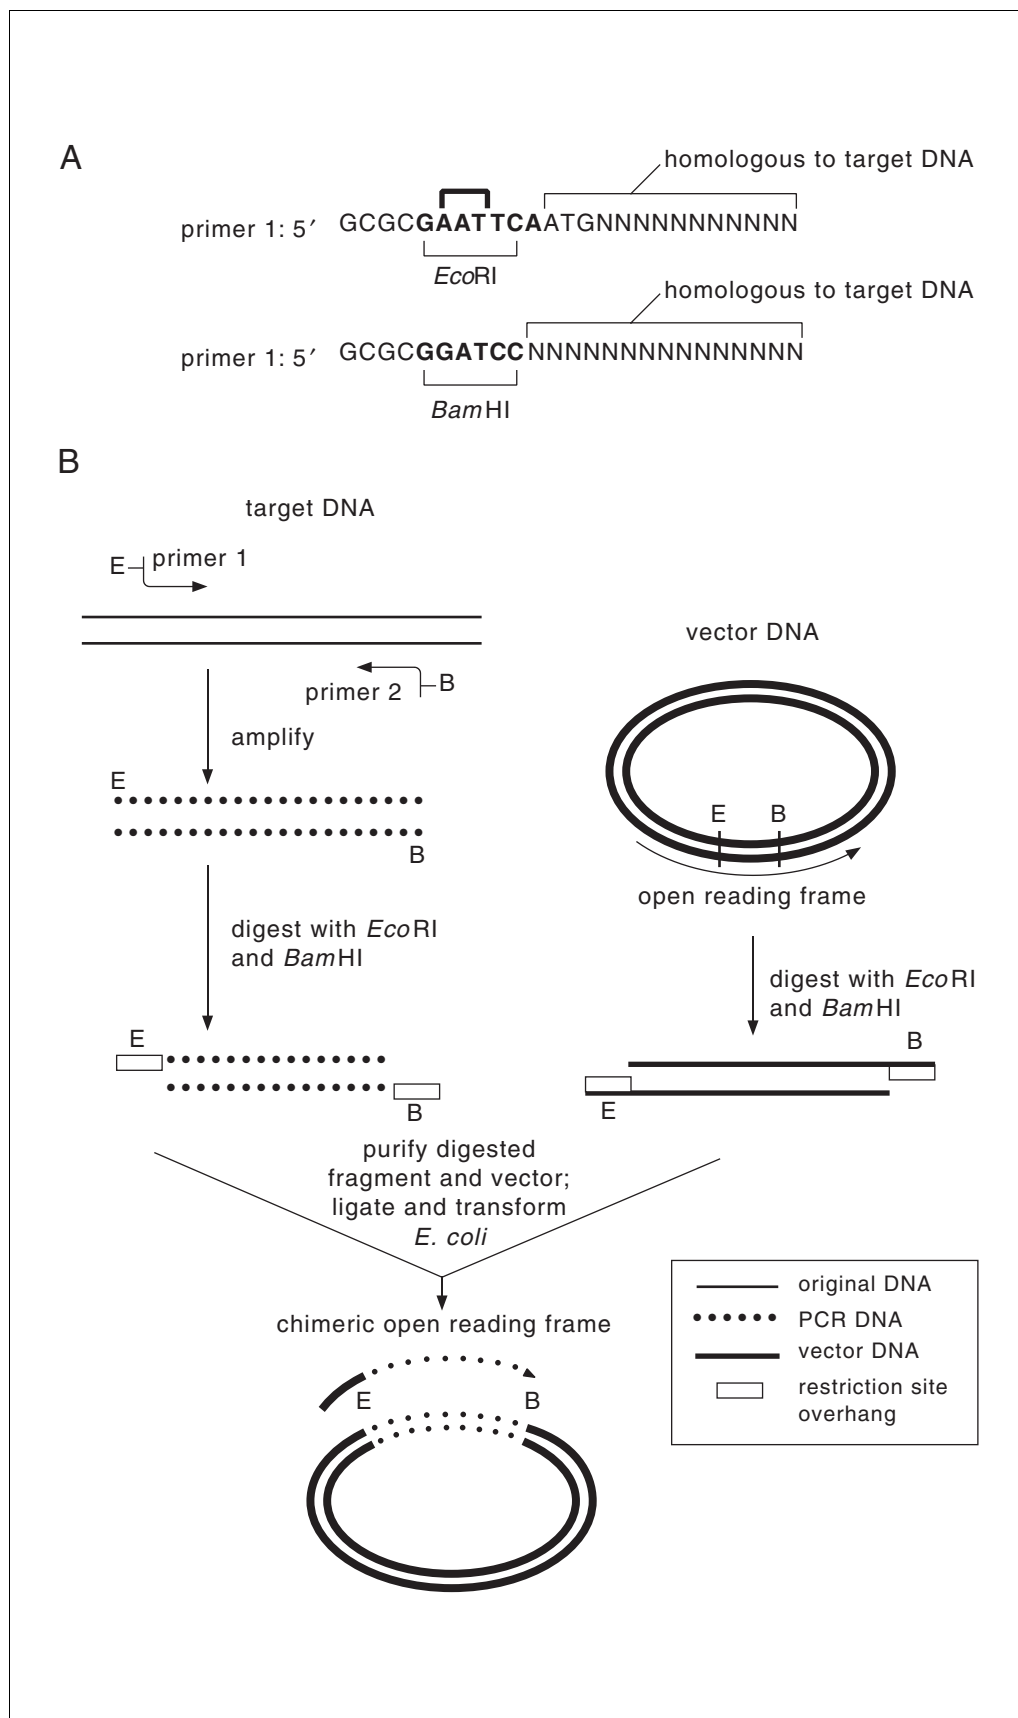 A
homologous to target DNA
primer 1: 5′ GCGCGAATTCAATGNNNNNNNNNNN
EcoRI
homologous to target DNA
primer 1: 5′ GCGCGGATCCNNNNNNNNNNNNNNN
BamHI
B
target DNA
E
primer 1
vector DNA
primer 2
B
amplify
E
E B
B
open reading frame
digest with EcoRI
and BamHI
digest with EcoRI
and BamHI
E
B
B
E
purify digested
fragment and vector;
ligate and transform
E. coli
original DNA
chimeric open reading frame
PCR DNA
vector DNA
restriction site
overhang
E
B